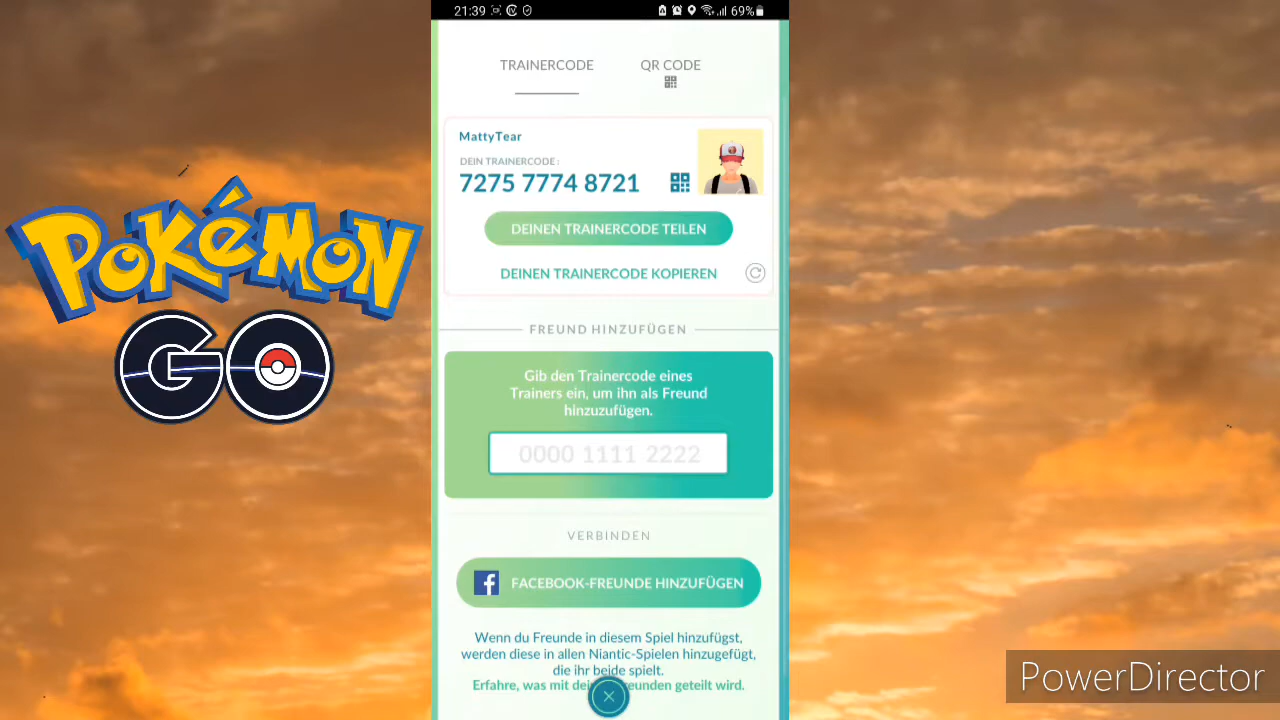 21:39
69%
TRAINERCODE
QR CODE
MattyTear
DEIN TRAINERCODE:
7275 7774 8721
DEINEN TRAINERCODE TEILEN
DEINEN TRAINERCODE KOPIEREN
POKÉMON
GO
FREUND HINZUFÜGEN
Gib den Trainercode eines
Trainers ein, um ihn als Freund
hinzuzufügen.
0000 1111 2222
VERBINDEN
FACEBOOK-FREUNDE HINZUFÜGEN
Wenn du Freunde in diesem Spiel hinzufügst,
werden diese in allen Niantic-Spielen hinzugefügt,
die ihr beide spielt.
Erfahre, was mit dei eunden geteilt wird.
PowerDirector